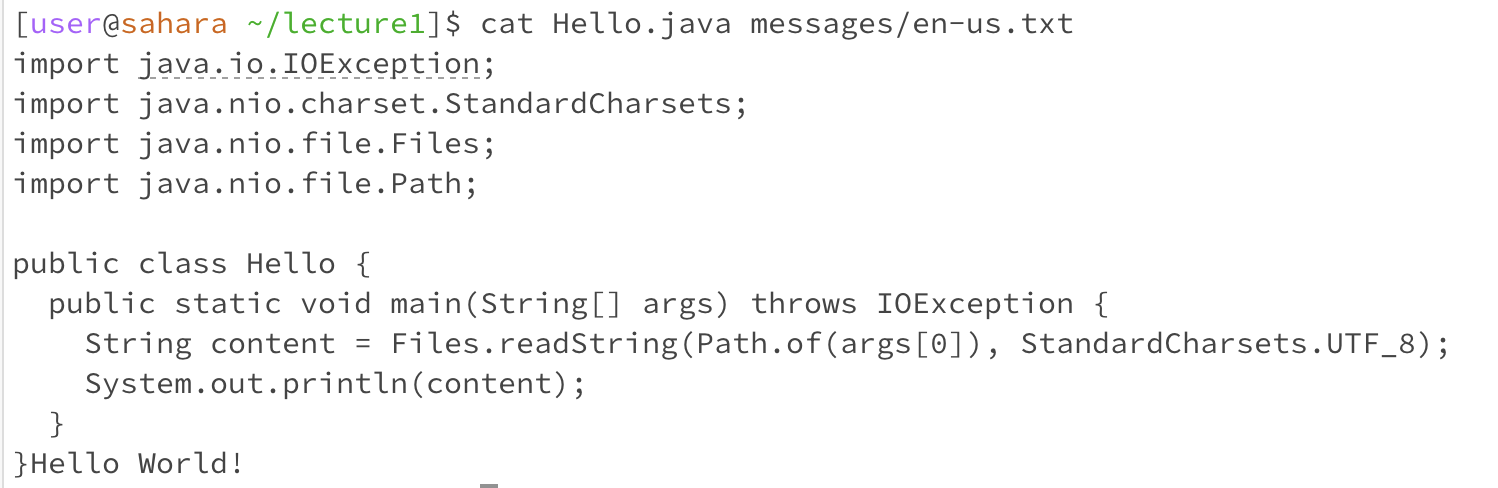 [user@sahara ~/lecture1]$ cat Hello.java messages/en-us.txt
import java.io.IOException;
import java.nio.charset.StandardCharsets;
import java.nio.file.Files;
import java.nio.file.Path;

public class Hello {
  public static void main(String[] args) throws IOException {
    String content = Files.readString(Path.of(args[0]), StandardCharsets.UTF_8);
    System.out.println(content);
  }
}Hello World!